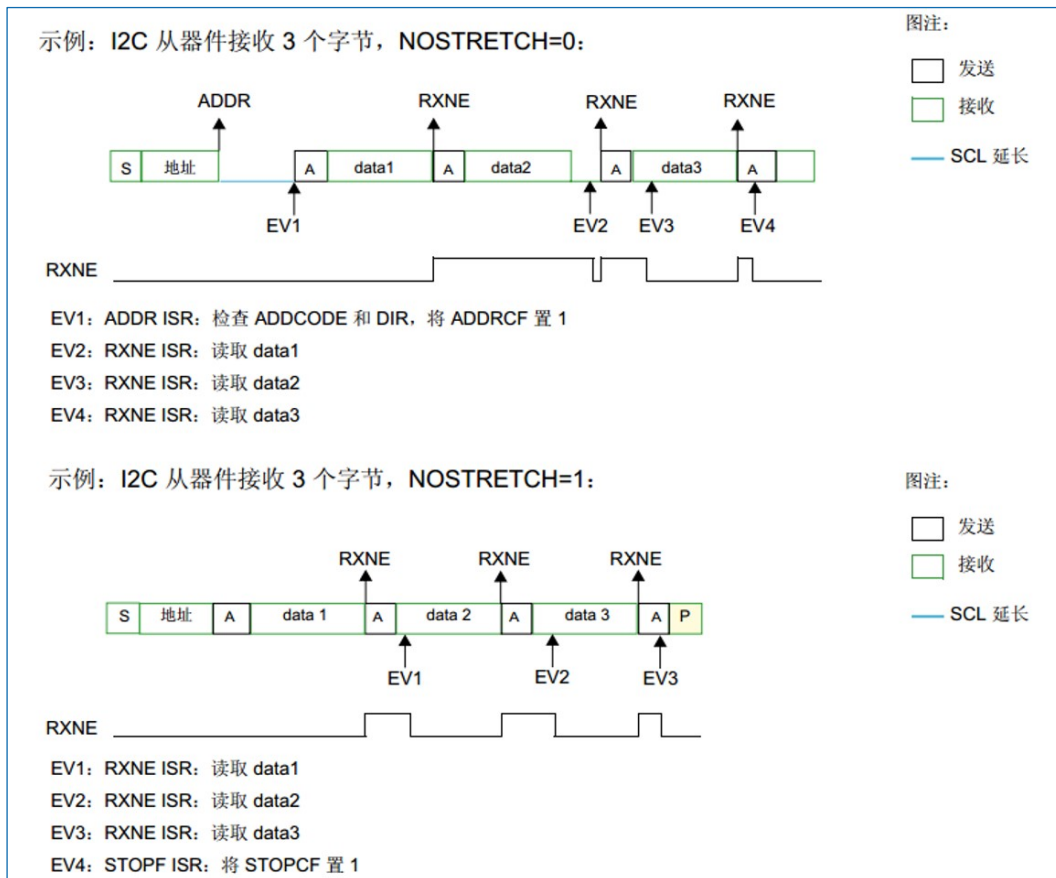 示例：I2C 从器件接收 3 个字节，NOSTRETCH=0：
图注：
发送
接收
SCL 延长
ADDR
RXNE
RXNE
RXNE
S
地址
A
data1
A
data2
A
data3
A
EV1
EV2
EV3
EV4
RXNE
EV1：ADDR ISR：检查 ADDCODE 和 DIR，将 ADDRCF 置 1
EV2：RXNE ISR：读取 data1
EV3：RXNE ISR：读取 data2
EV4：RXNE ISR：读取 data3
示例：I2C 从器件接收 3 个字节，NOSTRETCH=1：
图注：
发送
接收
SCL 延长
RXNE
RXNE
RXNE
S
地址
A
data 1
A
data 2
A
data 3
A
P
EV1
EV2
EV3
RXNE
EV1：RXNE ISR：读取 data1
EV2：RXNE ISR：读取 data2
EV3：RXNE ISR：读取 data3
EV4：STOPF ISR：将 STOPCF 置 1